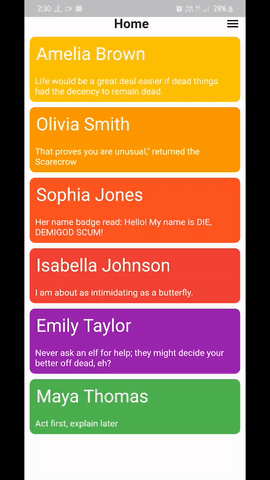 2:30 28%
Home
Amelia Brown
Life would be a great deal easier if dead things
had the decency to remain dead.
Olivia Smith
That proves you are unusual," returned the
Scarecrow
Sophia Jones
Her name badge read: Hello! My name is DIE,
DEMIGOD SCUM!
Isabella Johnson
I am about as intimidating as a butterfly.
Emily Taylor
Never ask an elf for help; they might decide your
better off dead, eh?
Maya Thomas
Act first, explain later